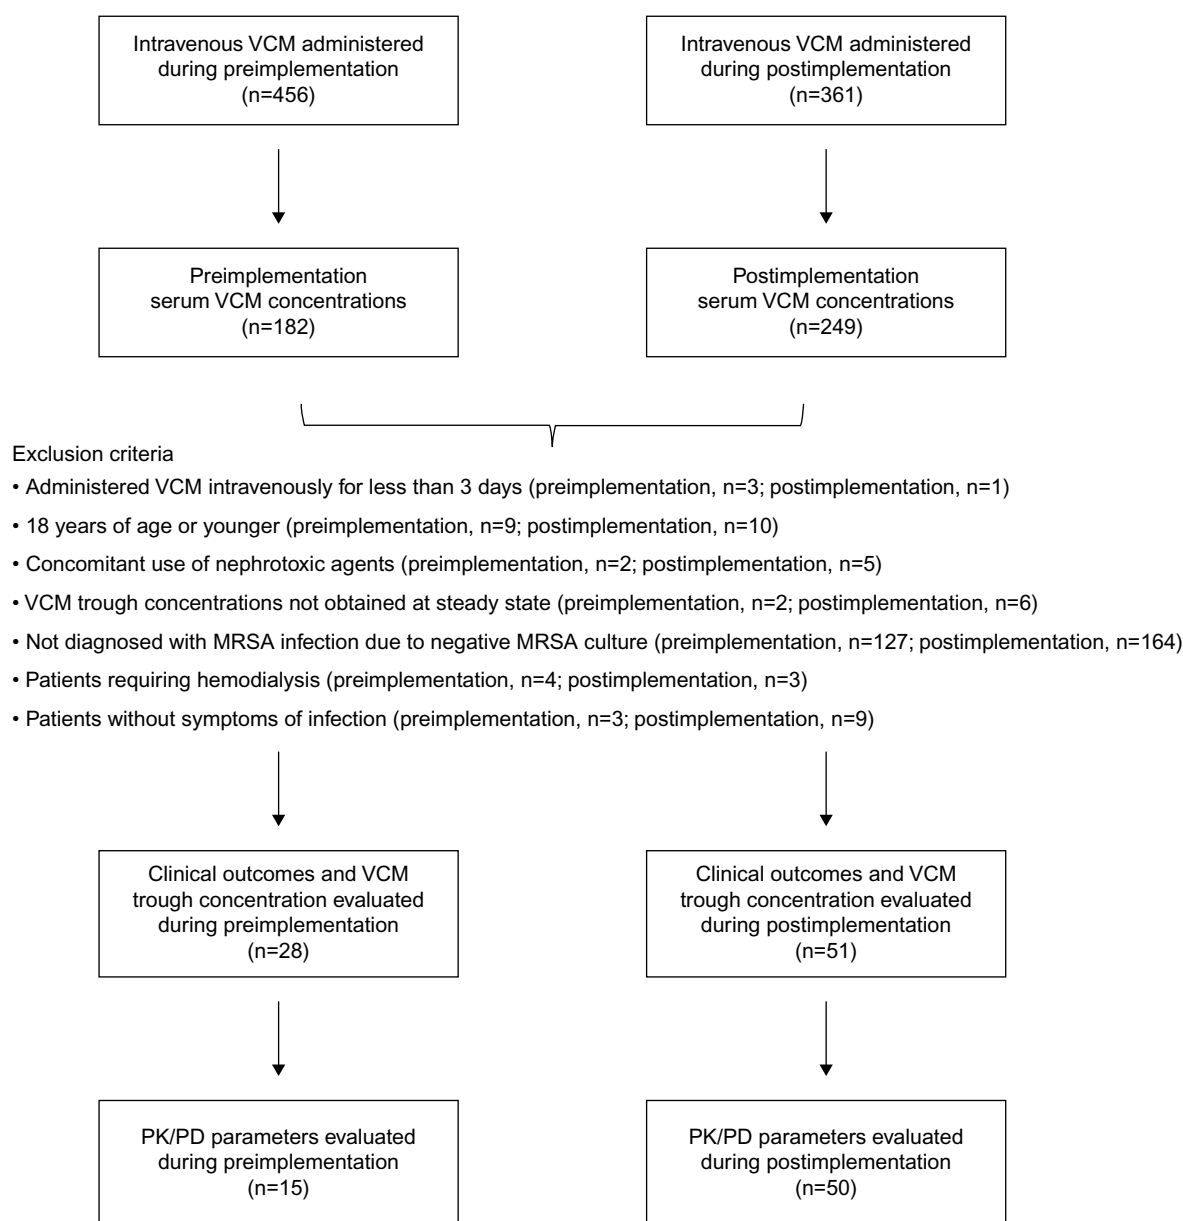 Intravenous VCM administered
during preimplementation
(n=456)
Intravenous VCM administered
during postimplementation
(n=361)
Preimplementation
serum VCM concentrations
(n=182)
Postimplementation
serum VCM concentrations
(n=249)
Exclusion criteria
• Administered VCM intravenously for less than 3 days (preimplementation, n=3; postimplementation, n=1)
• 18 years of age or younger (preimplementation, n=9; postimplementation, n=10)
• Concomitant use of nephrotoxic agents (preimplementation, n=2; postimplementation, n=5)
• VCM trough concentrations not obtained at steady state (preimplementation, n=2; postimplementation, n=6)
• Not diagnosed with MRSA infection due to negative MRSA culture (preimplementation, n=127; postimplementation, n=164)
• Patients requiring hemodialysis (preimplementation, n=4; postimplementation, n=3)
• Patients without symptoms of infection (preimplementation, n=3; postimplementation, n=9)
Clinical outcomes and VCM
trough concentration evaluated
during preimplementation
(n=28)
Clinical outcomes and VCM
trough concentration evaluated
during postimplementation
(n=51)
PK/PD parameters evaluated
during preimplementation
(n=15)
PK/PD parameters evaluated
during postimplementation
(n=50)